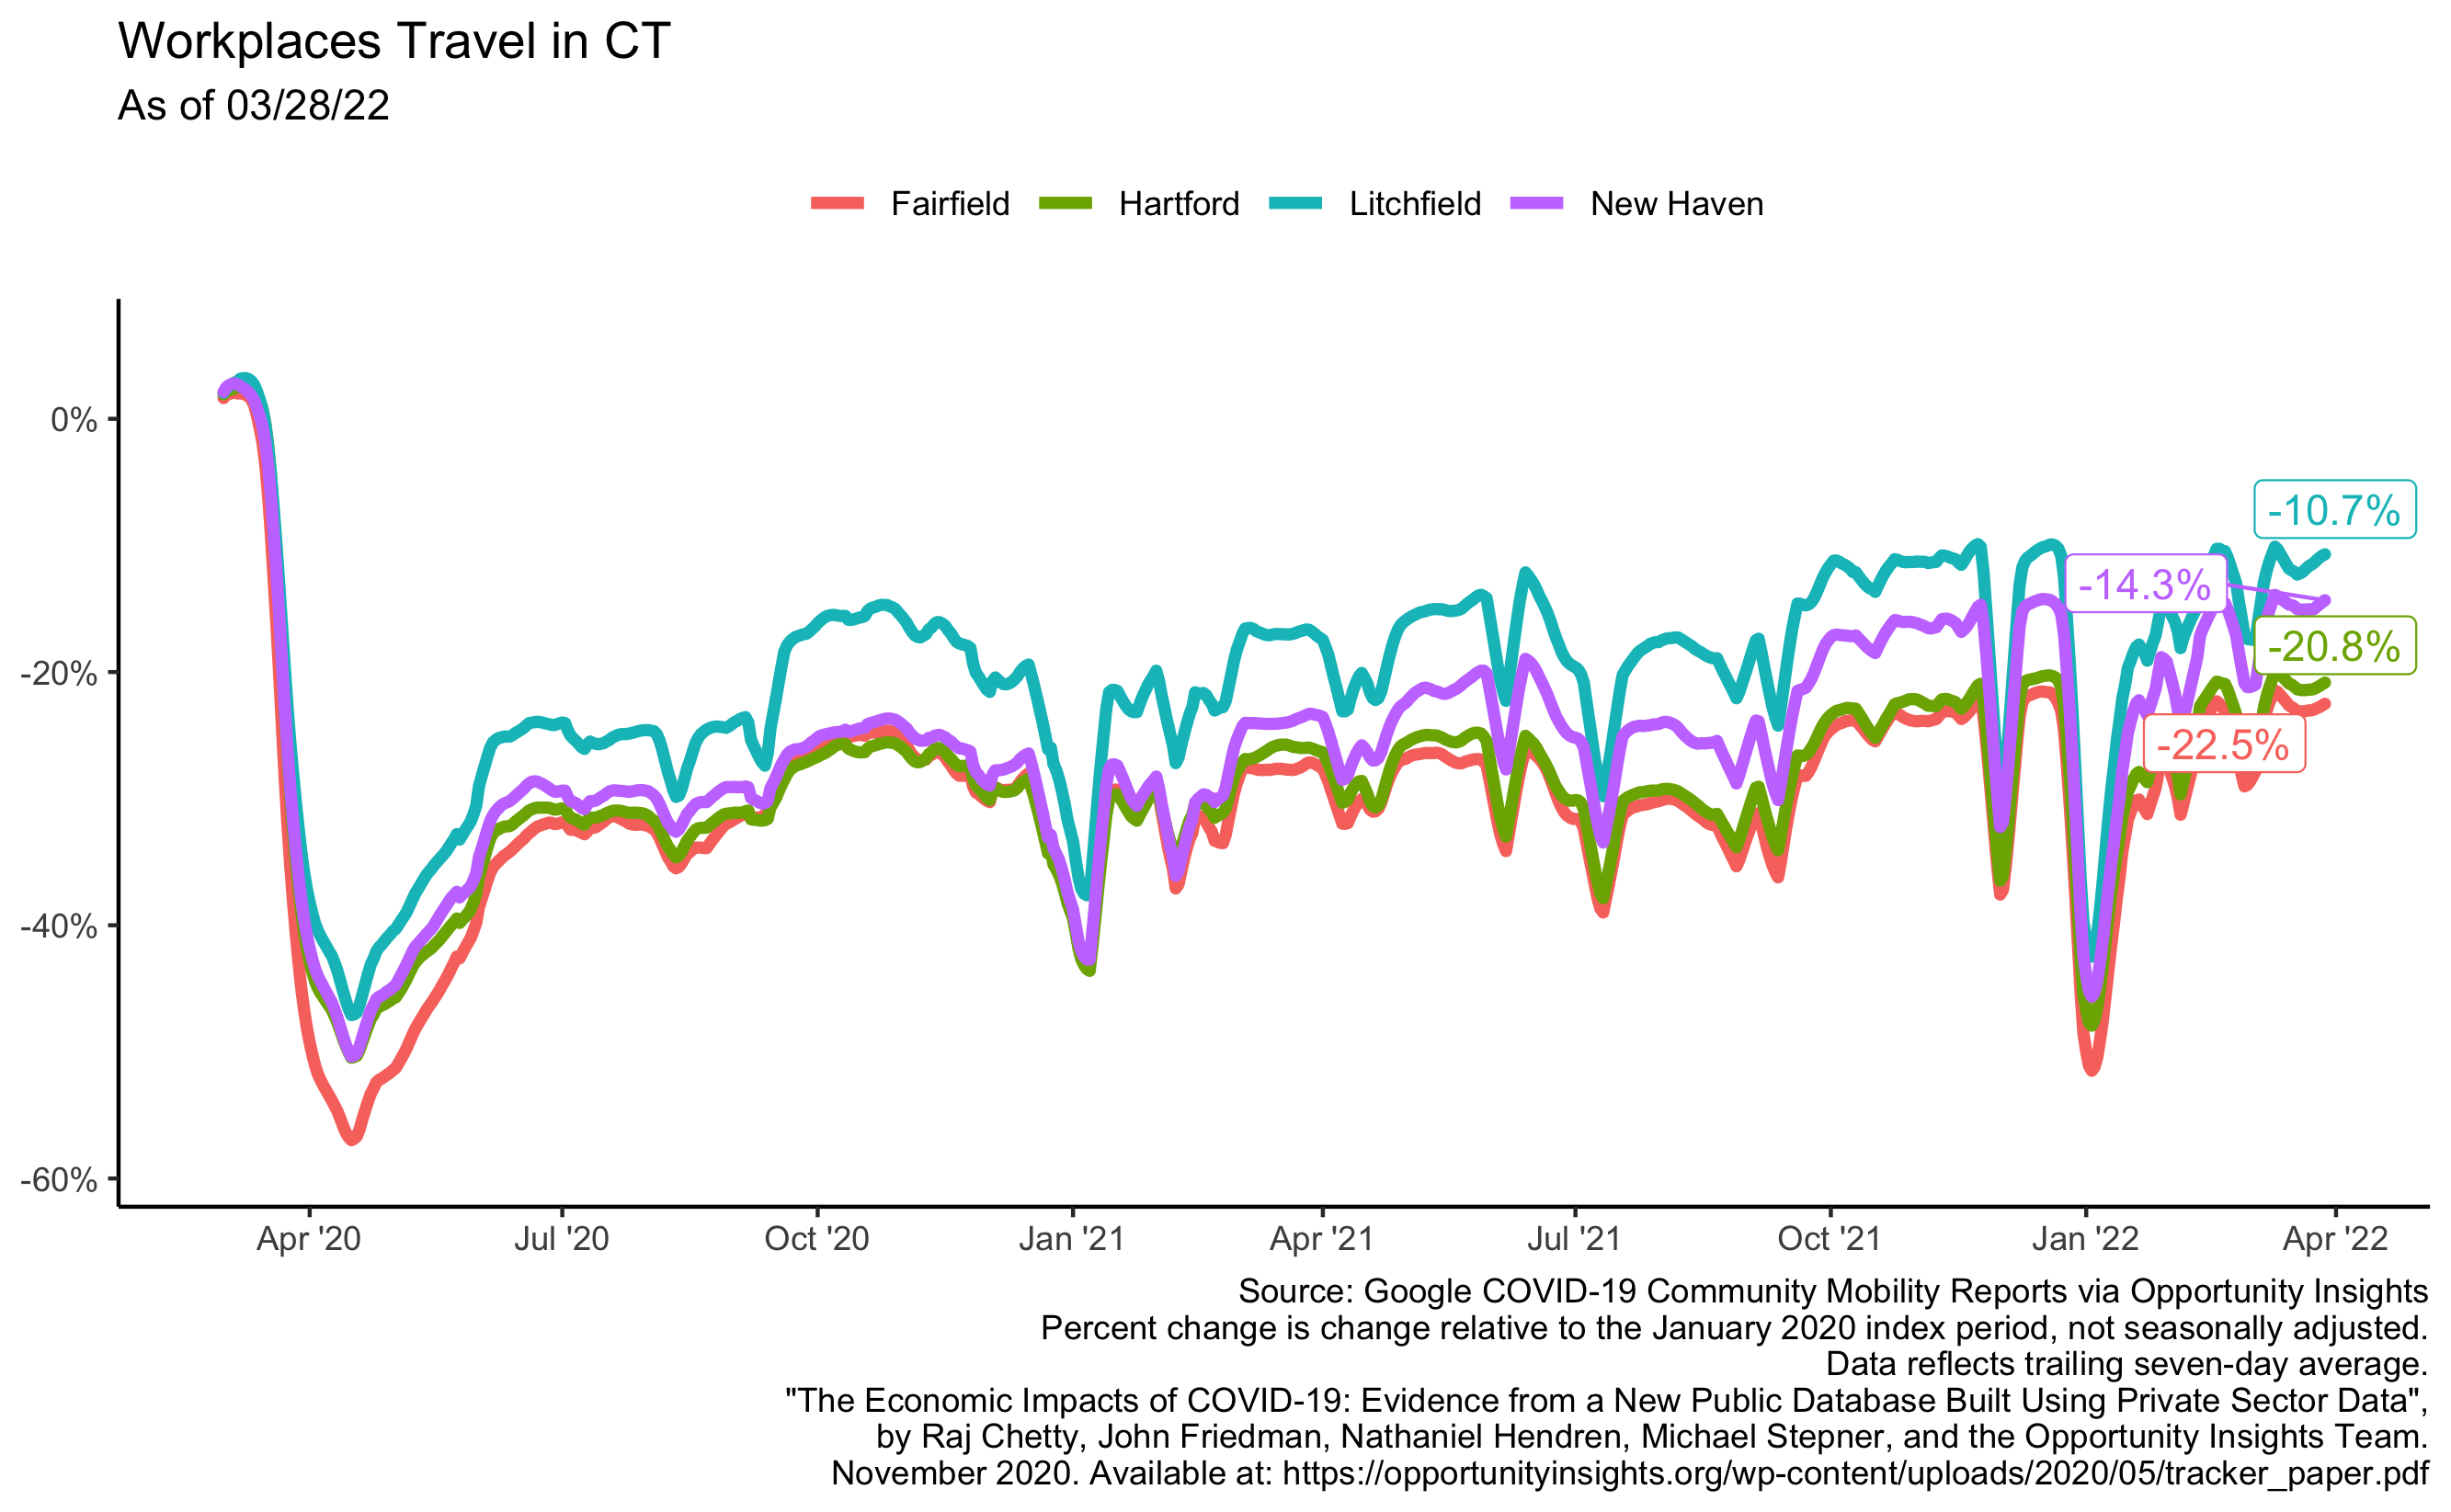 Workplaces Travel in CT
As of 03/28/22
Fairfield Hartford Litchfield New Haven
0%
-20%
-40%
-60%
-10.7%
-14.3%
-20.8%
-22.5%
Apr '20 Jul '20 Oct '20 Jan '21 Apr '21 Jul '21 Oct '21 Jan '22 Apr '22
Source: Google COVID-19 Community Mobility Reports via Opportunity Insights
Percent change is change relative to the January 2020 index period, not seasonally adjusted.
Data reflects trailing seven-day average.
"The Economic Impacts of COVID-19: Evidence from a New Public Database Built Using Private Sector Data",
by Raj Chetty, John Friedman, Nathaniel Hendren, Michael Stepner, and the Opportunity Insights Team.
November 2020. Available at: https://opportunityinsights.org/wp-content/uploads/2020/05/tracker_paper.pdf